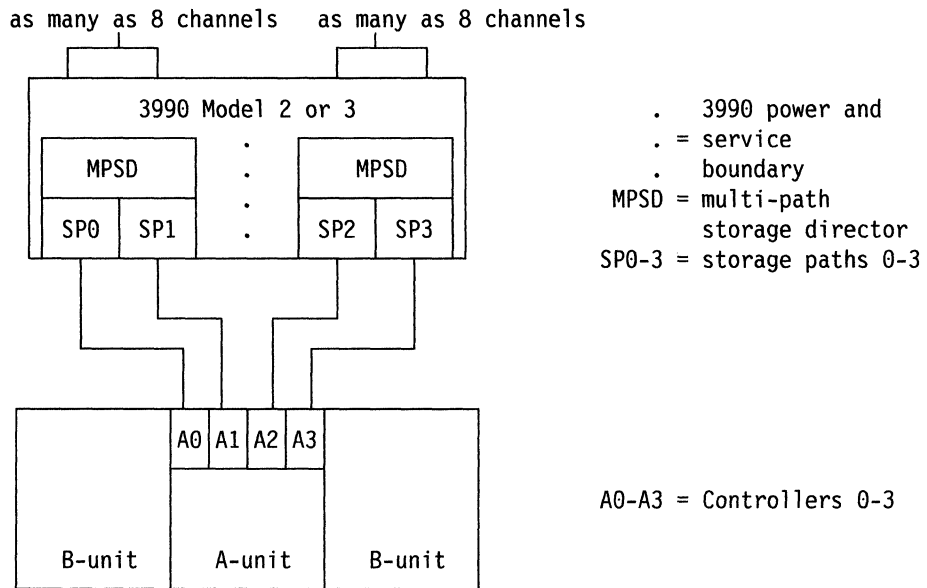 as many as 8 channels as many as 8 channels
3990 Model 2 or 3
MPSD MPSD
SP0 SP1 SP2 SP3
A0 A1 A2 A3
B-unit A-unit B-unit
. 3990 power and
. = service
. boundary
MPSD = multi-path
storage director
SP0-3 = storage paths 0-3
A0-A3 = Controllers 0-3